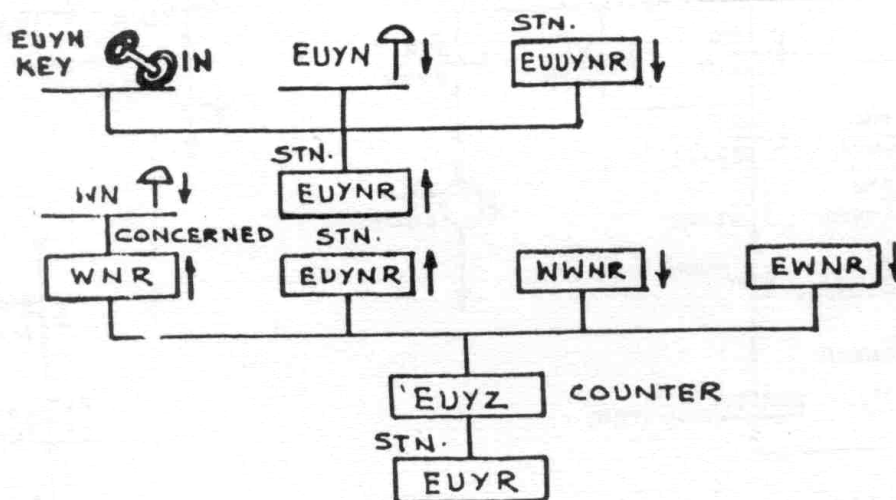 STN.
EUYN
KEY
IN
EUYN
EUUYNR
STN.
EUYNR
WN
CONCERNED
STN.
WNR
EUYNR
WWNR
EWNR
EUYZ
COUNTER
STN.
EUYR